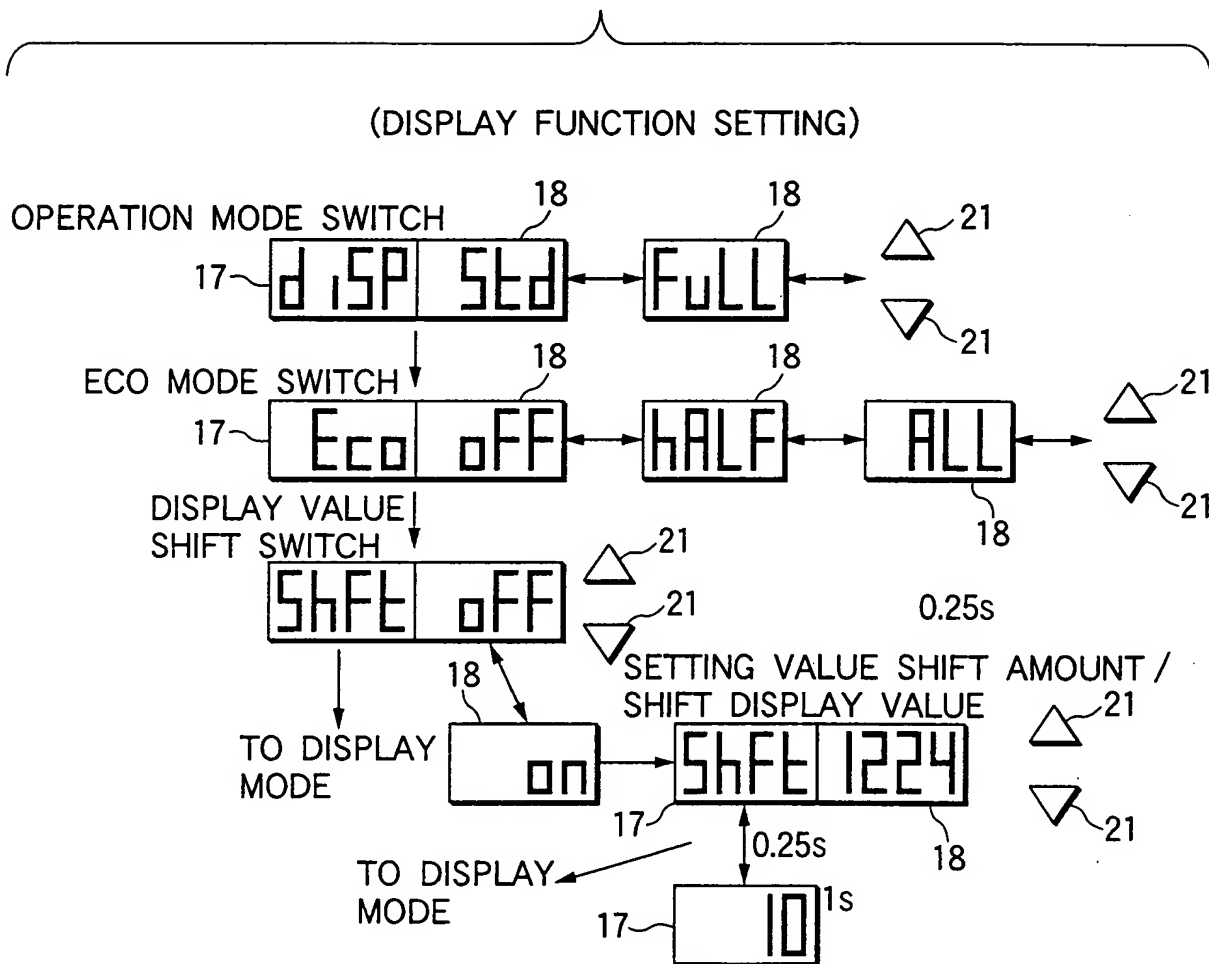 (DISPLAY FUNCTION SETTING)
OPERATION MODE SWITCH
18
18
21
17
diSP Std
FuLL
21
ECO MODE SWITCH
18
18
21
17
Eco oFF
hALF
ALL
21
18
DISPLAY VALUE
SHIFT SWITCH
21
ShFt oFF
21
0.25s
18
SETTING VALUE SHIFT AMOUNT /
SHIFT DISPLAY VALUE
21
TO DISPLAY
MODE
on
ShFt 1224
17
18
21
0.25s
TO DISPLAY
MODE
1s
17
10